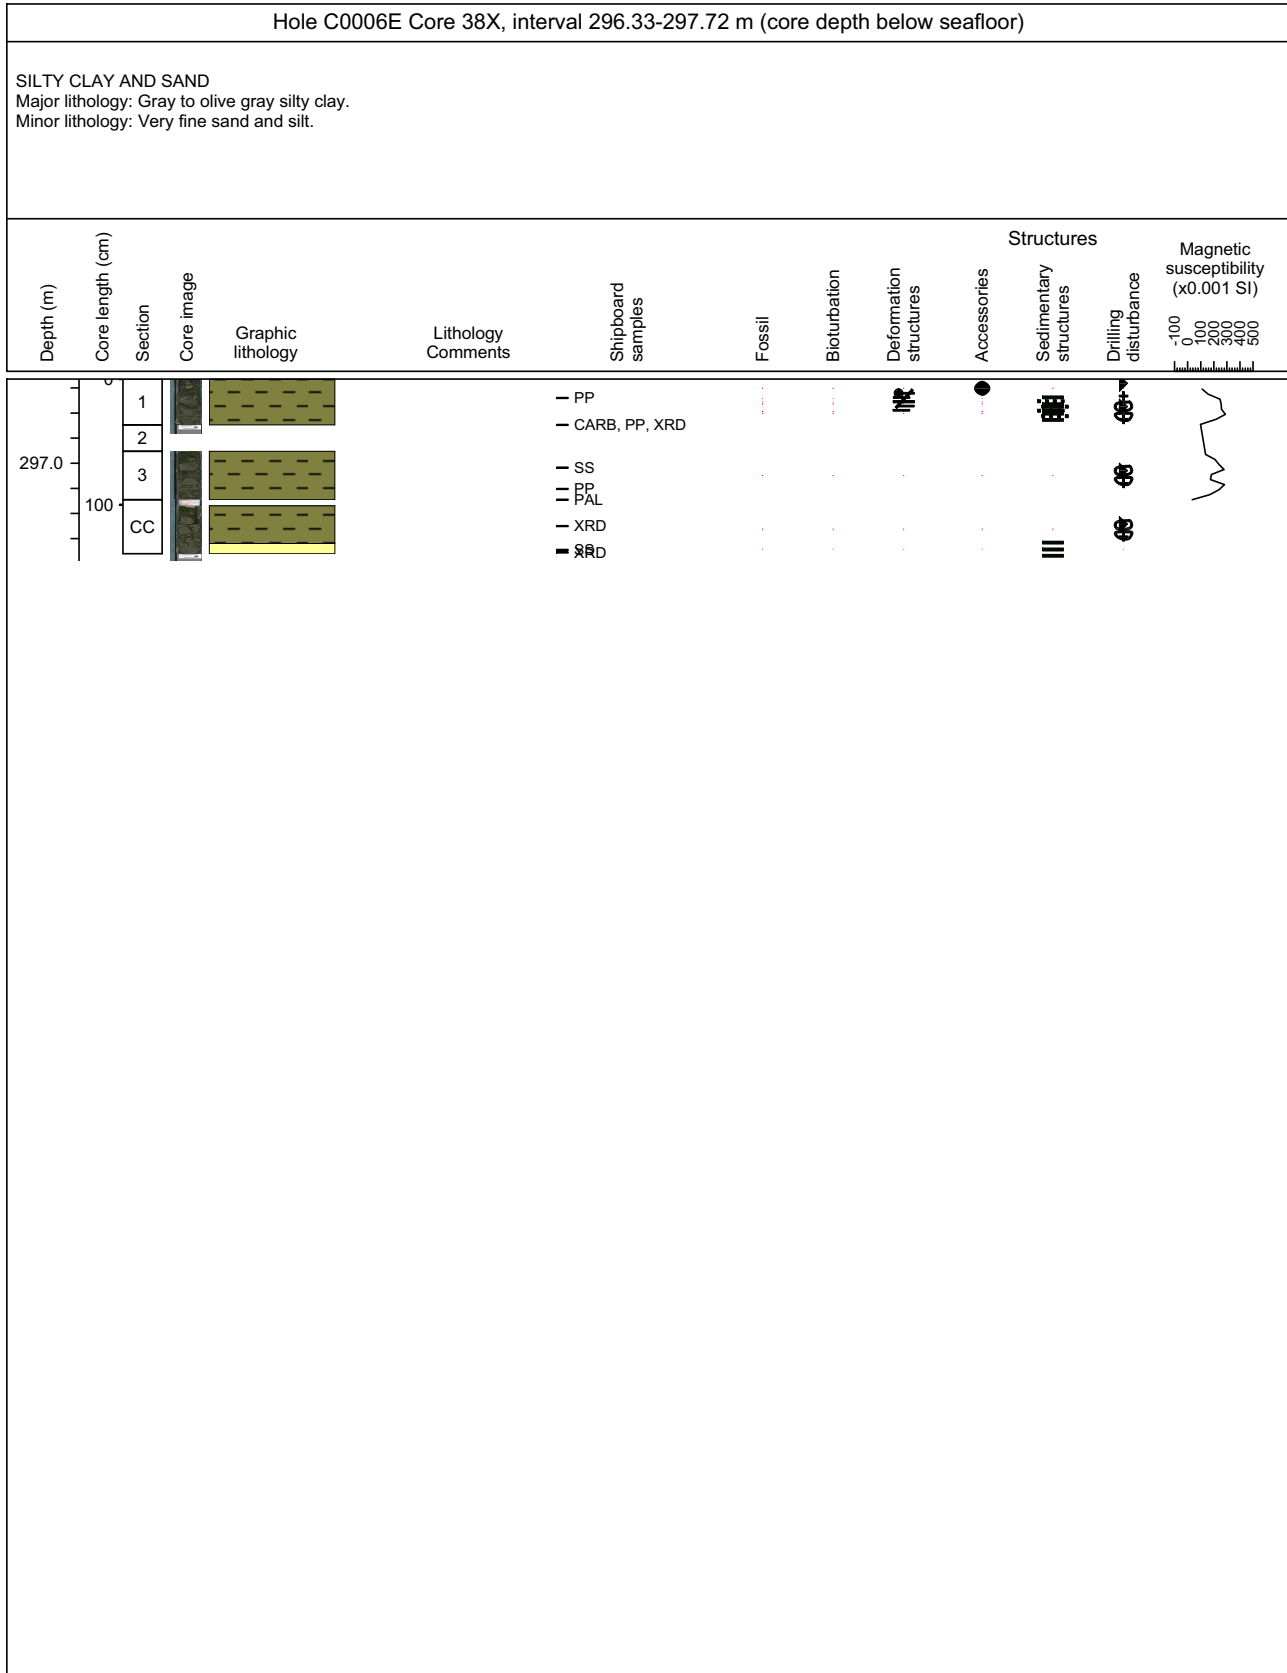 Hole C0006E Core 38X, interval 296.33-297.72 m (core depth below seafloor)
SILTY CLAY AND SAND
Major lithology: Gray to olive gray silty clay.
Minor lithology: Very fine sand and silt.
Depth (m)
Core length (cm)
Section
Core image
Graphic
lithology
Lithology
Comments
Shipboard
samples
Fossil
Bioturbation
Structures
Deformation
structures
Accessories
Sedimentary
structures
Drilling
disturbance
Magnetic
susceptibility
(x0.001 SI)
-100
0
100
200
300
400
500
0
1
PP
CARB, PP, XRD
2
297.0
SS
3
PP
PAL
100
CC
XRD
SS
XRD